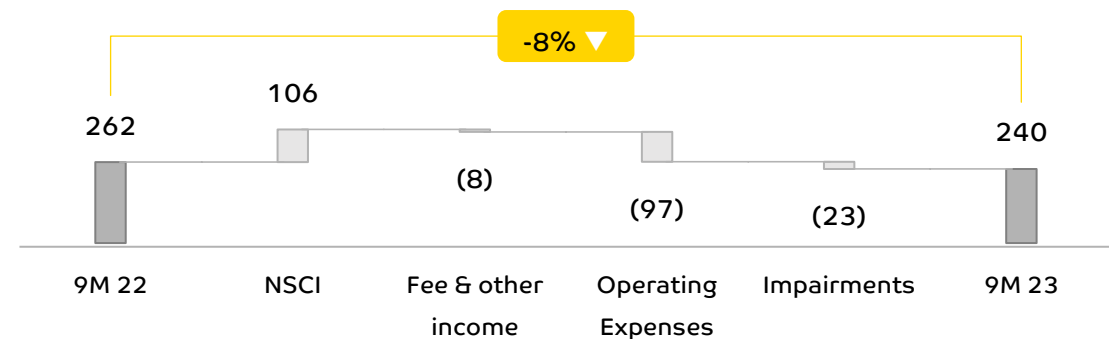 -8% ▼
106
262
240
(8)
(97)
(23)
9M 22
NSCI
Fee & other
income
Operating
Expenses
Impairments
9M 23